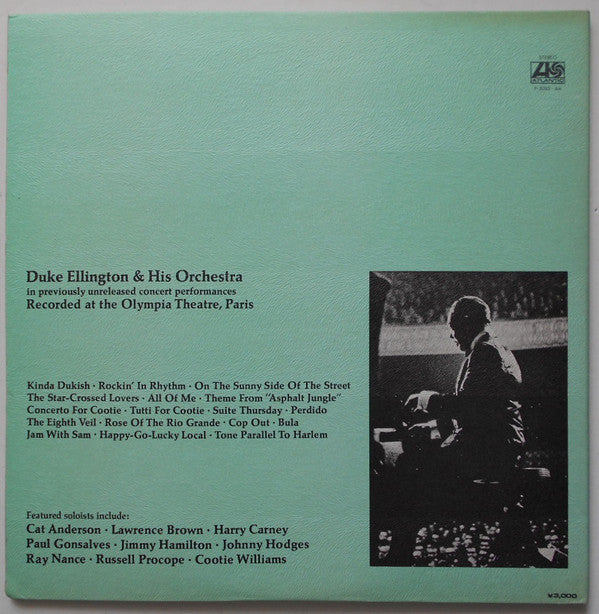 STEREO
ATLANTIC
Duke Ellington & His Orchestra
in previously unreleased concert performances
Recorded at the Olympia Theatre, Paris
Kinda Dukish · Rockin' In Rhythm · On The Sunny Side Of The Street
The Star-Crossed Lovers · All Of Me · Theme From "Asphalt Jungle"
Concerto For Cootie · Tutti For Cootie · Suite Thursday · Perdido
The Eighth Veil · Rose Of The Rio Grande · Cop Out · Bula
Jam With Sam · Happy-Go-Lucky Local · Tone Parallel To Harlem
Featured soloists include:
Cat Anderson · Lawrence Brown · Harry Carney
Paul Gonsalves · Jimmy Hamilton · Johnny Hodges
Ray Nance · Russell Procope · Cootie Williams
¥3,000